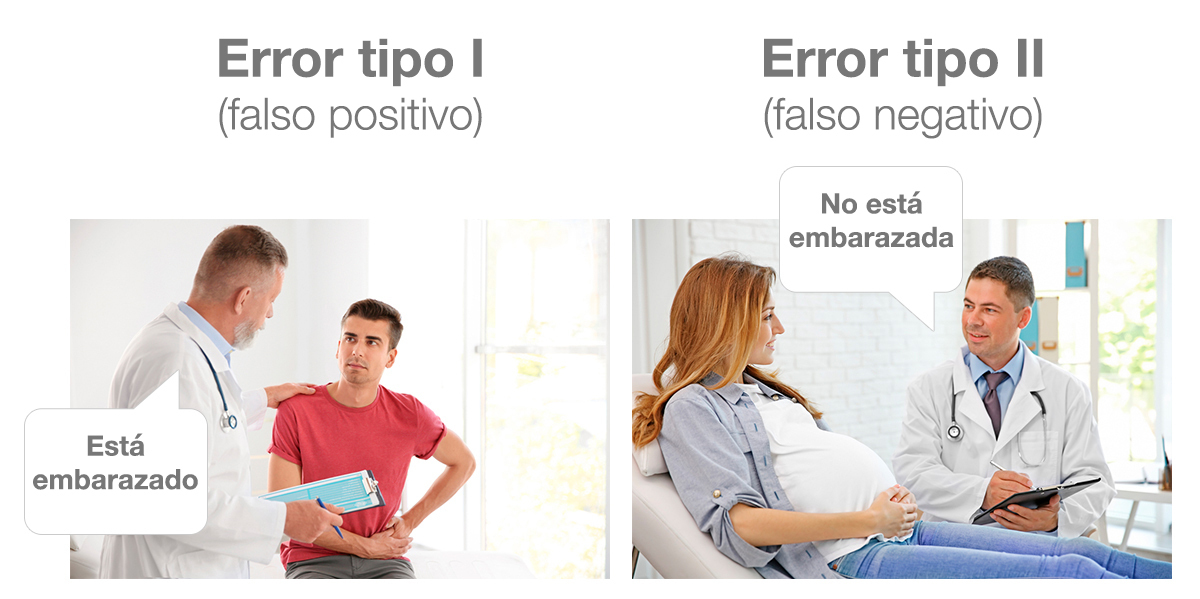 Error tipo I
(falso positivo)
Error tipo II
(falso negativo)
Está
embarazado
No está
embarazada